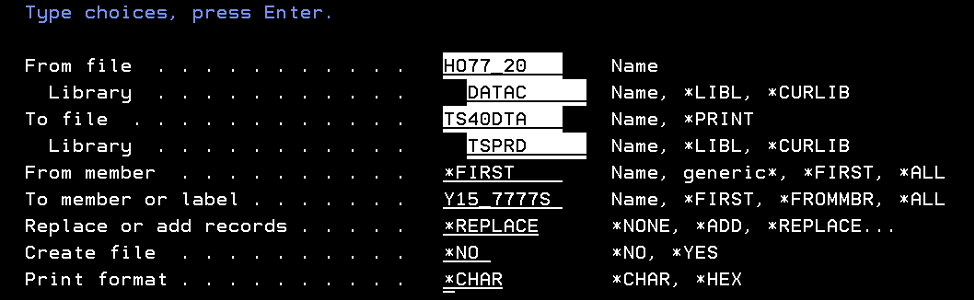 Type choices, press Enter.
From file . . . . . . . . . . . HO77_20 Name
Library . . . . . . . . . . . DATAC Name, *LIBL, *CURLIB
To file . . . . . . . . . . . . TS40DTA Name, *PRINT
Library . . . . . . . . . . . TSPRD Name, *LIBL, *CURLIB
From member . . . . . . . . . . *FIRST Name, generic*, *FIRST, *ALL
To member or label . . . . . . . Y15_7777S Name, *FIRST, *FROMMBR, *ALL
Replace or add records . . . . . *REPLACE *NONE, *ADD, *REPLACE...
Create file . . . . . . . . . . *NO *NO, *YES
Print format . . . . . . . . . . *CHAR *CHAR, *HEX